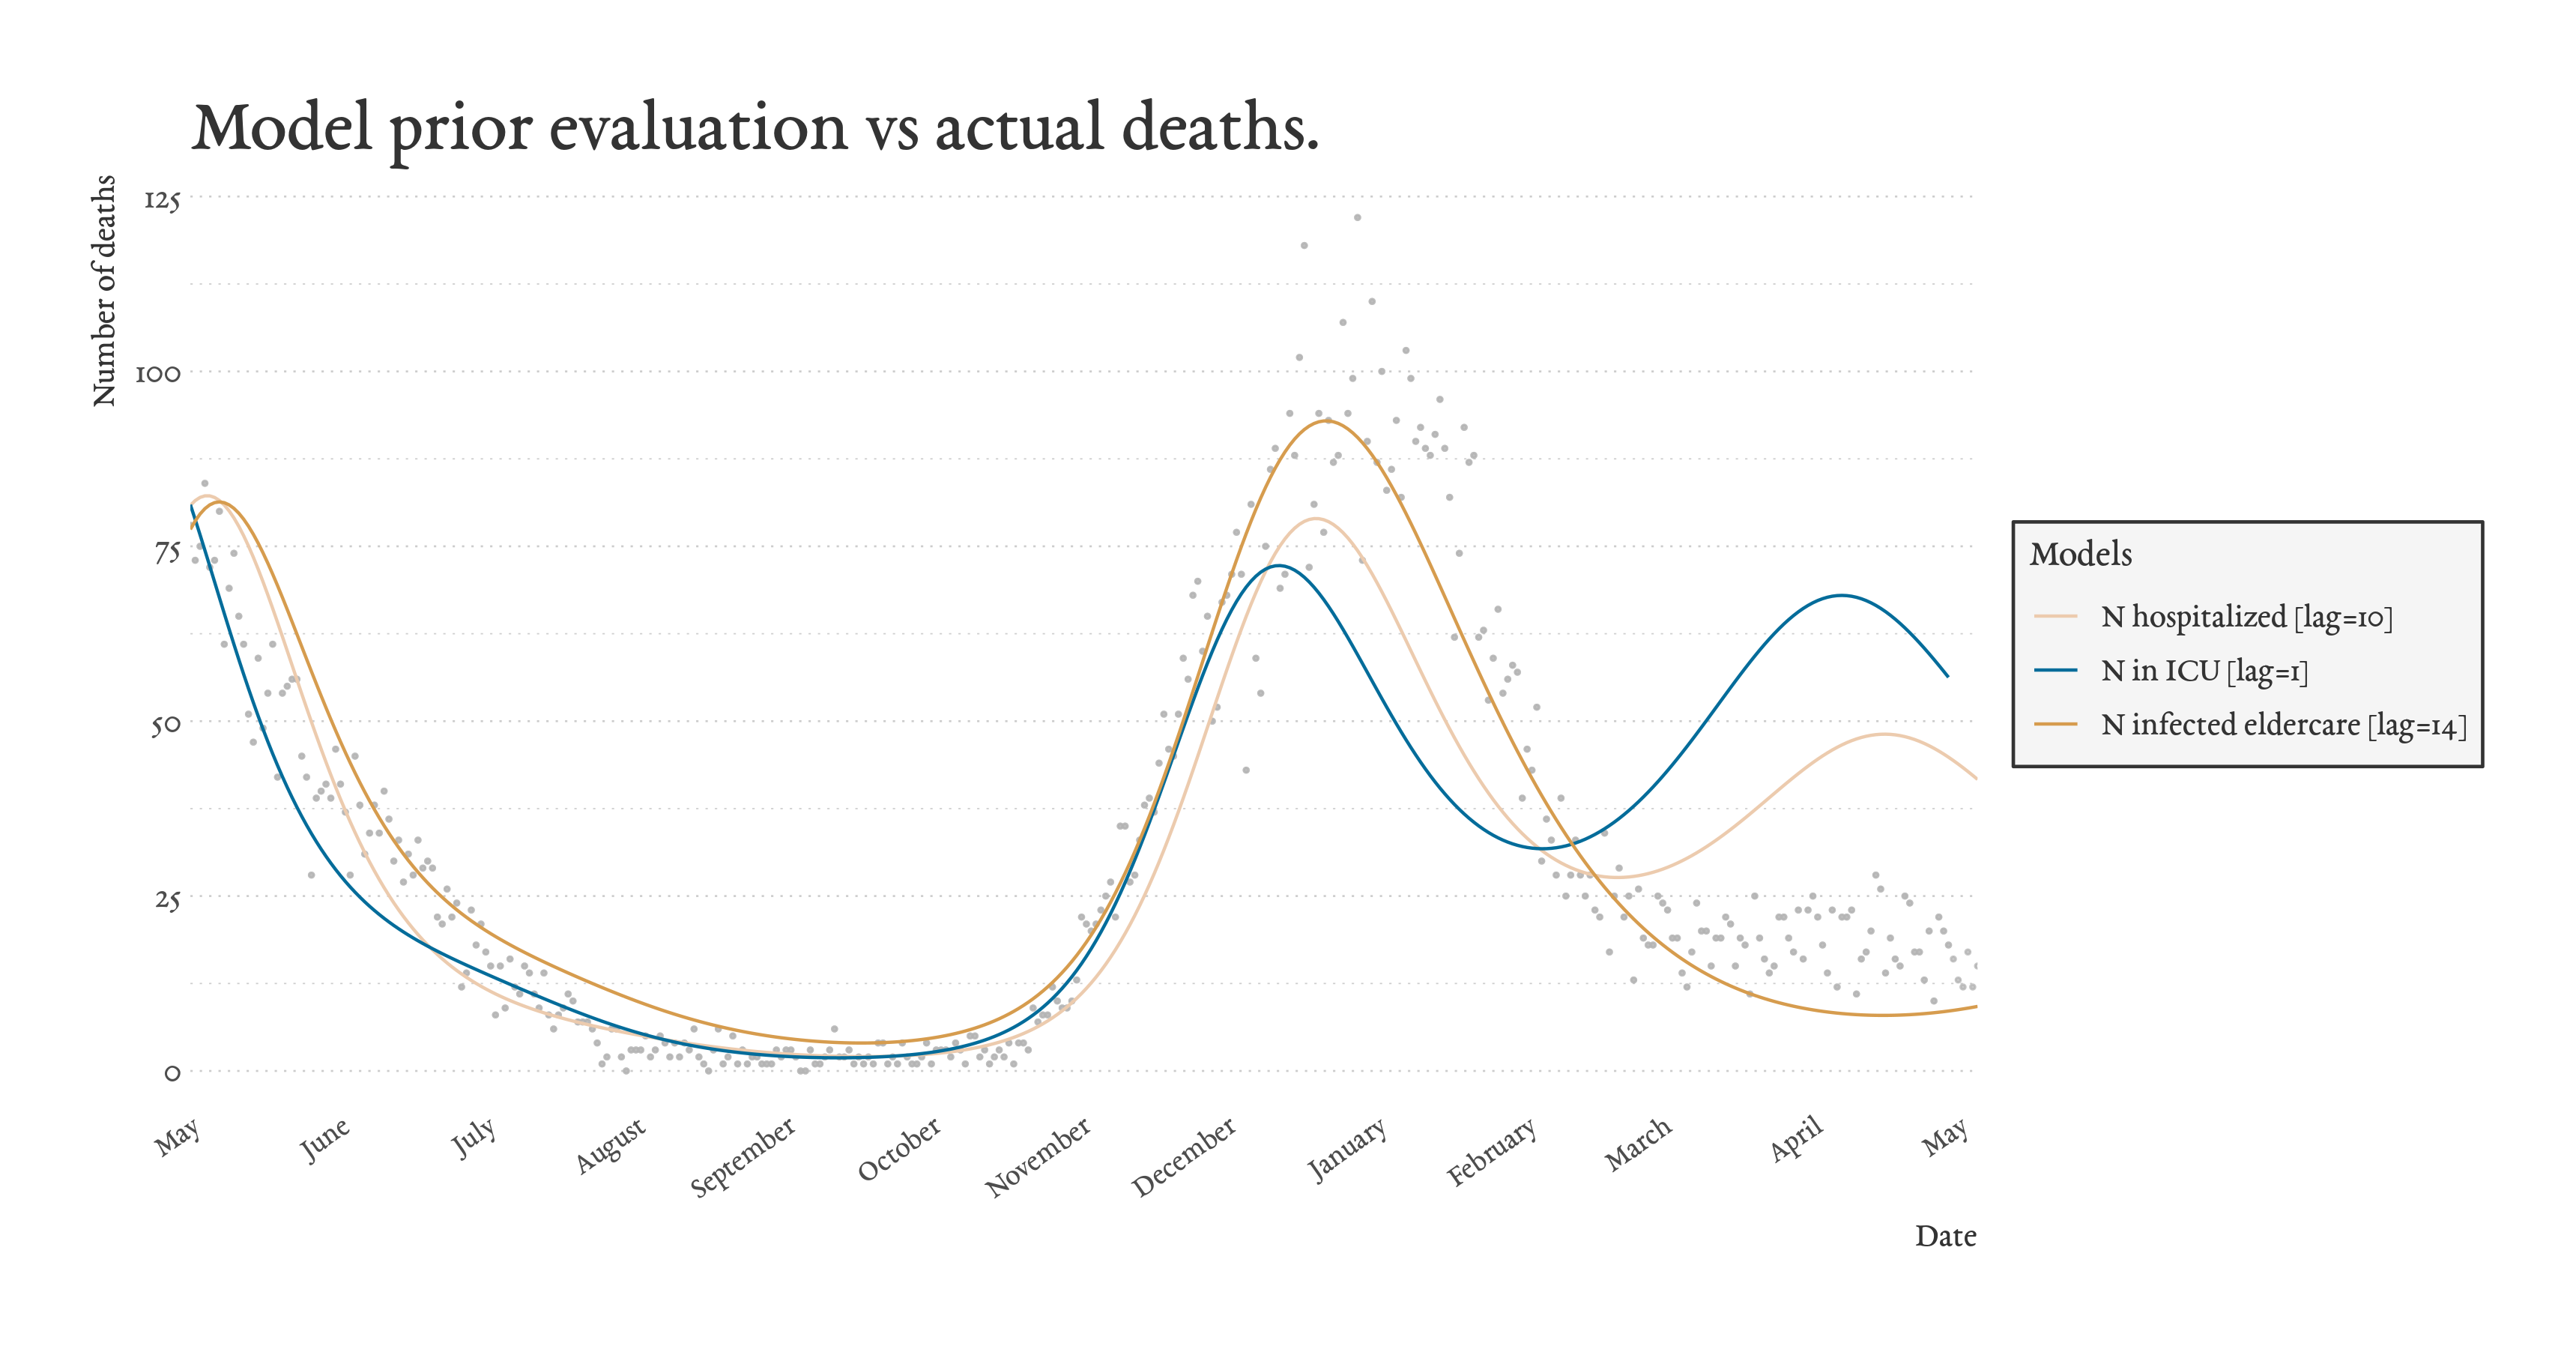 Model prior evaluation vs actual deaths.
Number of deaths
125
100
75
50
25
0
May
June
July
August
September
October
November
December
January
February
March
April
May
Date
Models
N hospitalized [lag=10]
N in ICU [lag=1]
N infected eldercare [lag=14]